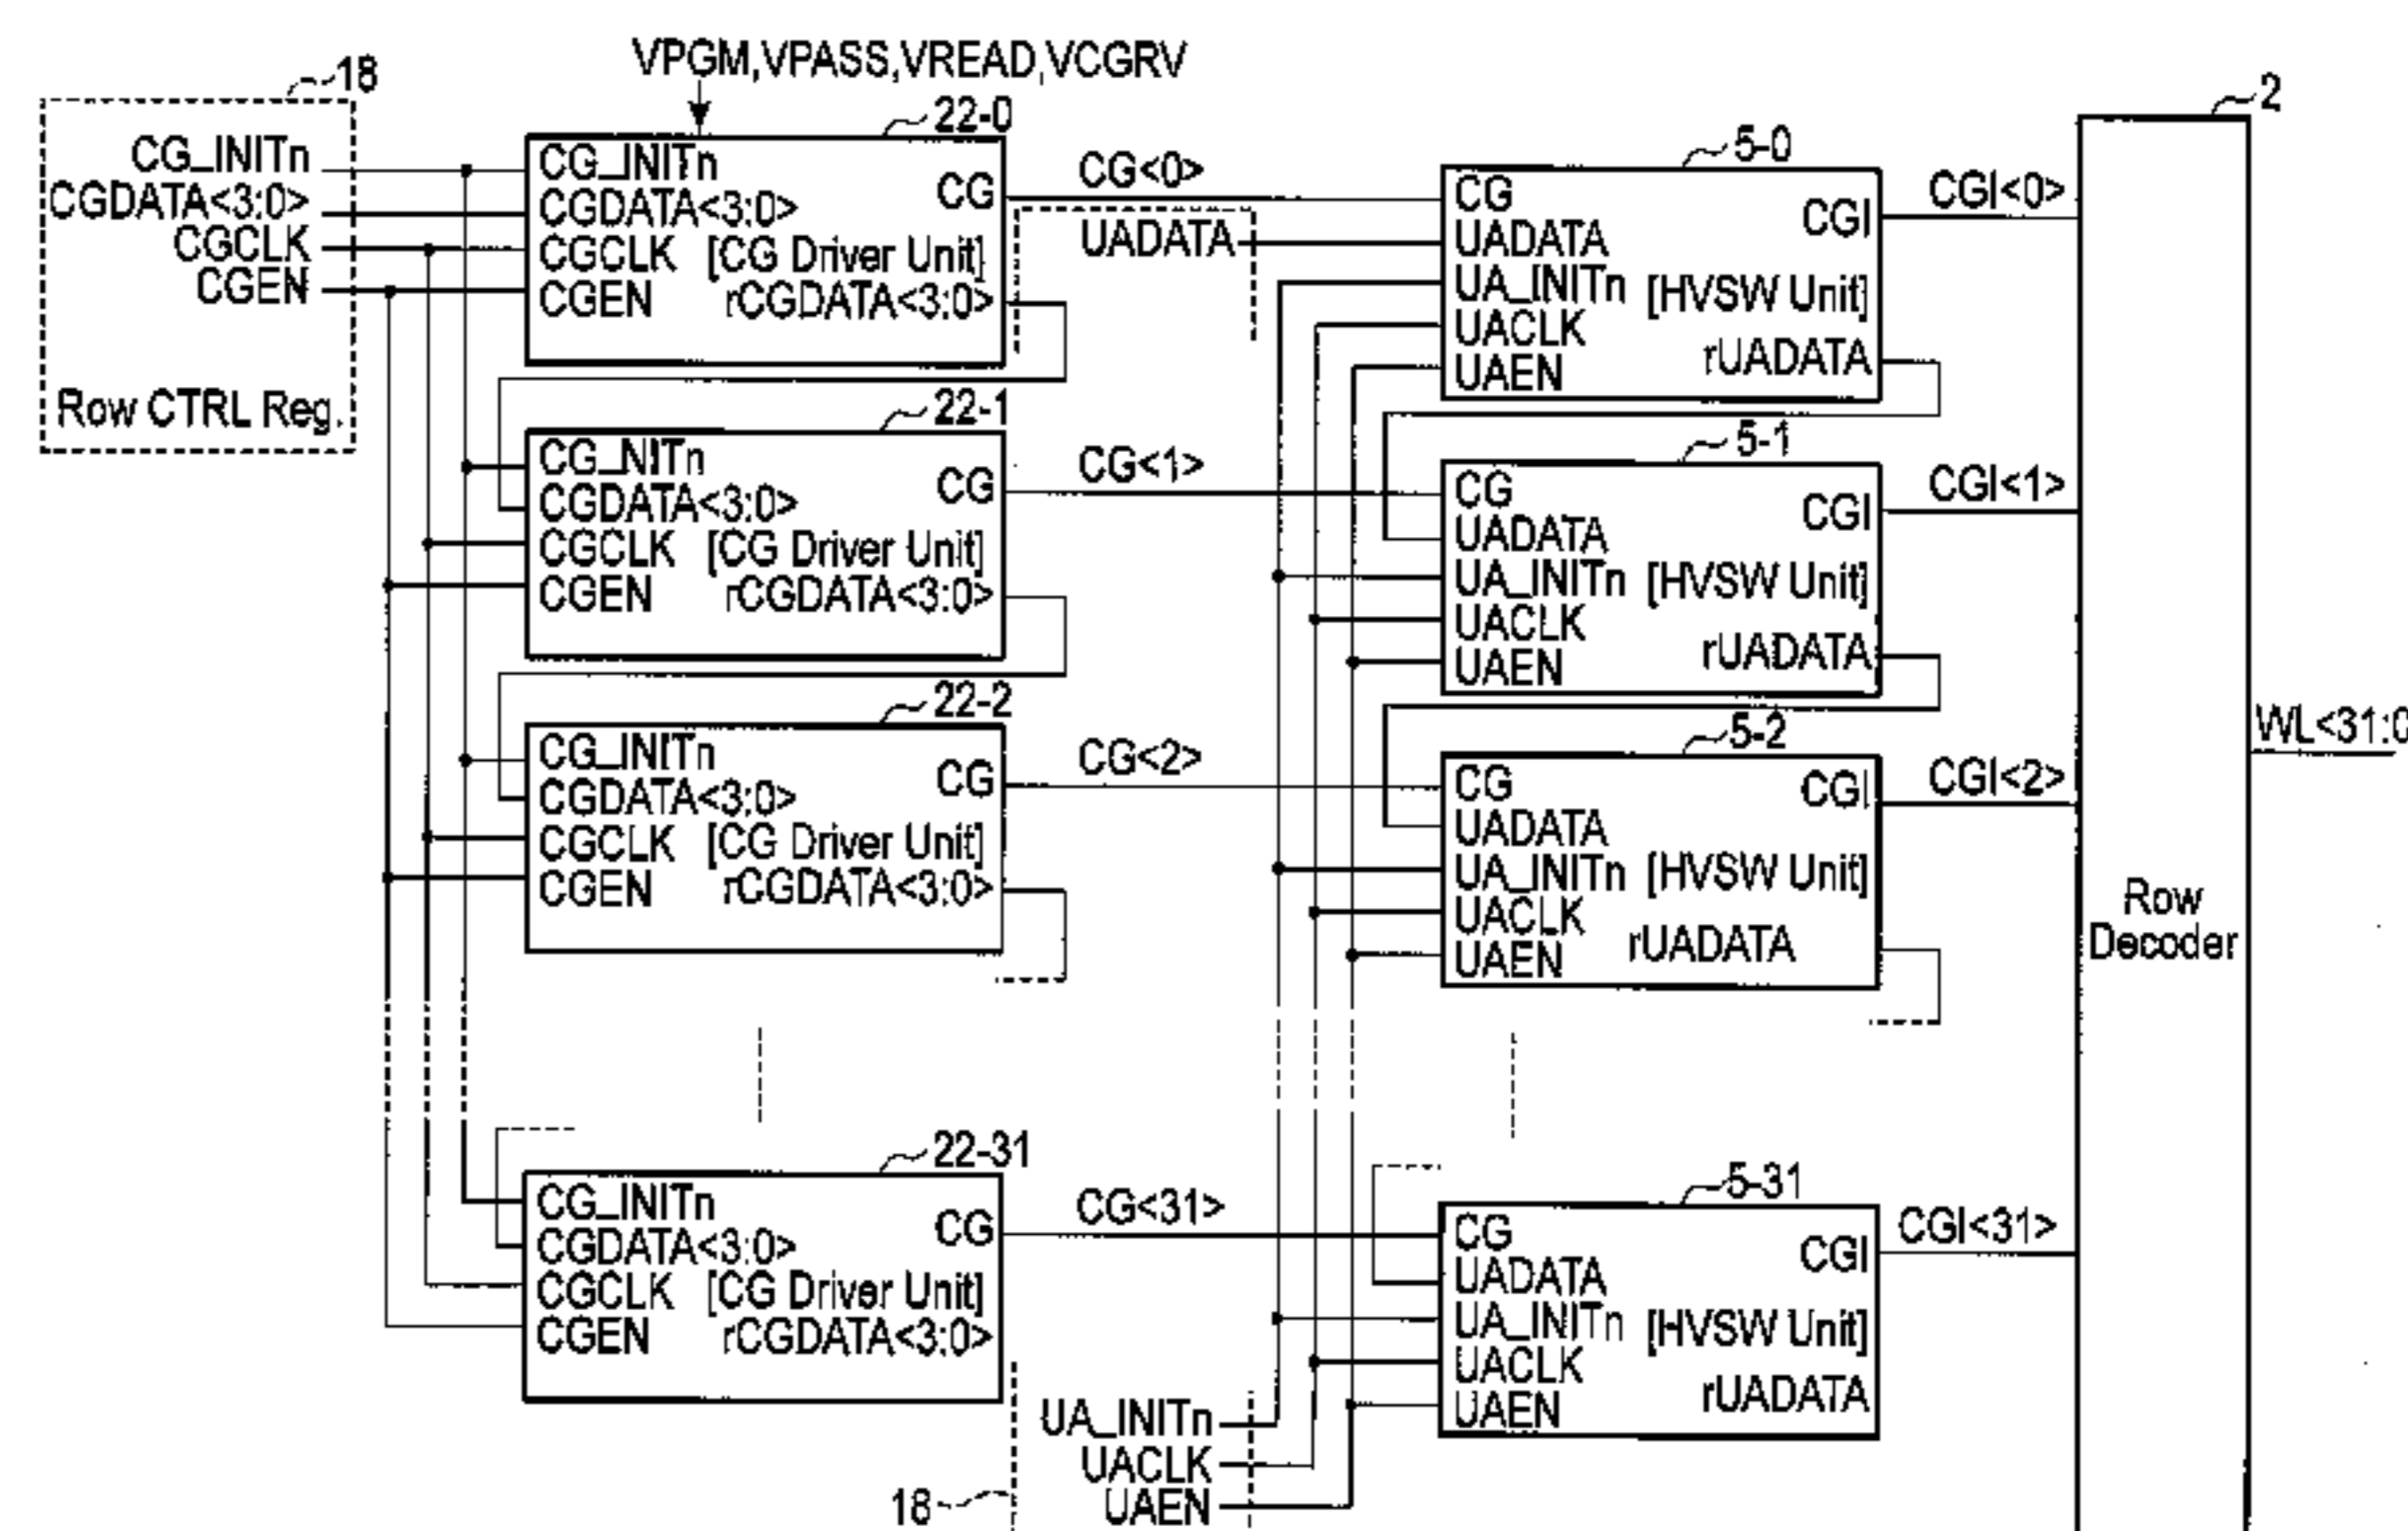 18
VPGM,VPASS,VREAD,VCGRV
CG_INITn
CGDATA<3:0>
CGCLK
CGEN
Row CTRL Reg.
22-0
CG_INITn
CGDATA<3:0>
CGCLK
CGEN
CG
[CG Driver Unit]
rCGDATA<3:0>
CG<0>
UADATA
5-0
CG
UADATA
UA_INITn
UACLK
UAEN
CGI
[HVSW Unit]
rUADATA
CGI<0>
2
22-1
CG_NITn
CGDATA<3:0>
CGCLK
CGEN
CG
[CG Driver Unit]
rCGDATA<3:0>
CG<1>
5-1
CG
UADATA
UA_INITn
UACLK
UAEN
CGI
[HVSW Unit]
rUADATA
CGI<1>
22-2
CG_INITn
CGDATA<3:0>
CGCLK
CGEN
CG
[CG Driver Unit]
rCGDATA<3:0>
CG<2>
5-2
CG
UADATA
UA_INITn
UACLK
UAEN
CGI
[HVSW Unit]
rUADATA
CGI<2>
Row
Decoder
WL<31:0
22-31
CG_INITn
CGDATA<3:0>
CGCLK
CGEN
CG
[CG Driver Unit]
rCGDATA<3:0>
CG<31>
5-31
CG
UADATA
UA_INITn
UACLK
UAEN
CGI
[HVSW Unit]
rUADATA
CGI<31>
UA_INITn
UACLK
UAEN
18